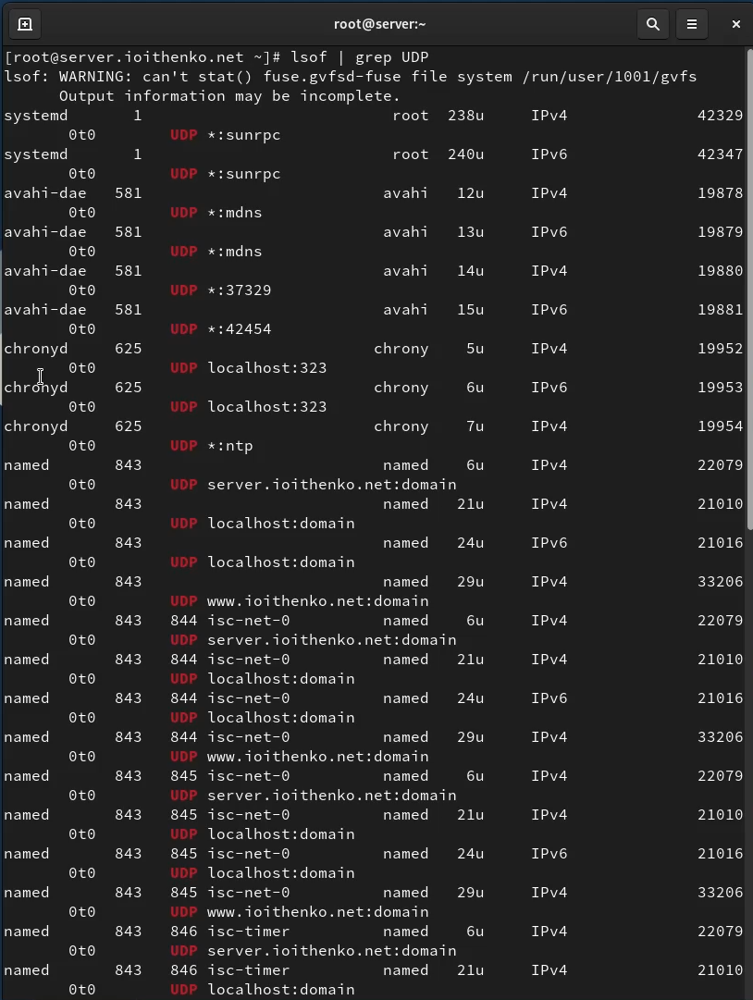 root@server:~
[root@server.ioithenko.net ~]# lsof | grep UDP
lsof: WARNING: can't stat() fuse.gvfsd-fuse file system /run/user/1001/gvfs
      Output information may be incomplete.
systemd       1                           root  238u     IPv4              42329
       0t0        UDP *:sunrpc
systemd       1                           root  240u     IPv6              42347
       0t0        UDP *:sunrpc
avahi-dae   581                          avahi   12u     IPv4              19878
       0t0        UDP *:mdns
avahi-dae   581                          avahi   13u     IPv6              19879
       0t0        UDP *:mdns
avahi-dae   581                          avahi   14u     IPv4              19880
       0t0        UDP *:37329
avahi-dae   581                          avahi   15u     IPv6              19881
       0t0        UDP *:42454
chronyd     625                         chrony    5u     IPv4              19952
       0t0        UDP localhost:323
chronyd     625                         chrony    6u     IPv6              19953
       0t0        UDP localhost:323
chronyd     625                         chrony    7u     IPv4              19954
       0t0        UDP *:ntp
named       843                          named    6u     IPv4              22079
       0t0        UDP server.ioithenko.net:domain
named       843                          named   21u     IPv4              21010
       0t0        UDP localhost:domain
named       843                          named   24u     IPv6              21016
       0t0        UDP localhost:domain
named       843                          named   29u     IPv4              33206
       0t0        UDP www.ioithenko.net:domain
named       843   844 isc-net-0          named    6u     IPv4              22079
       0t0        UDP server.ioithenko.net:domain
named       843   844 isc-net-0          named   21u     IPv4              21010
       0t0        UDP localhost:domain
named       843   844 isc-net-0          named   24u     IPv6              21016
       0t0        UDP localhost:domain
named       843   844 isc-net-0          named   29u     IPv4              33206
       0t0        UDP www.ioithenko.net:domain
named       843   845 isc-net-0          named    6u     IPv4              22079
       0t0        UDP server.ioithenko.net:domain
named       843   845 isc-net-0          named   21u     IPv4              21010
       0t0        UDP localhost:domain
named       843   845 isc-net-0          named   24u     IPv6              21016
       0t0        UDP localhost:domain
named       843   845 isc-net-0          named   29u     IPv4              33206
       0t0        UDP www.ioithenko.net:domain
named       843   846 isc-timer          named    6u     IPv4              22079
       0t0        UDP server.ioithenko.net:domain
named       843   846 isc-timer          named   21u     IPv4              21010
       0t0        UDP localhost:domain